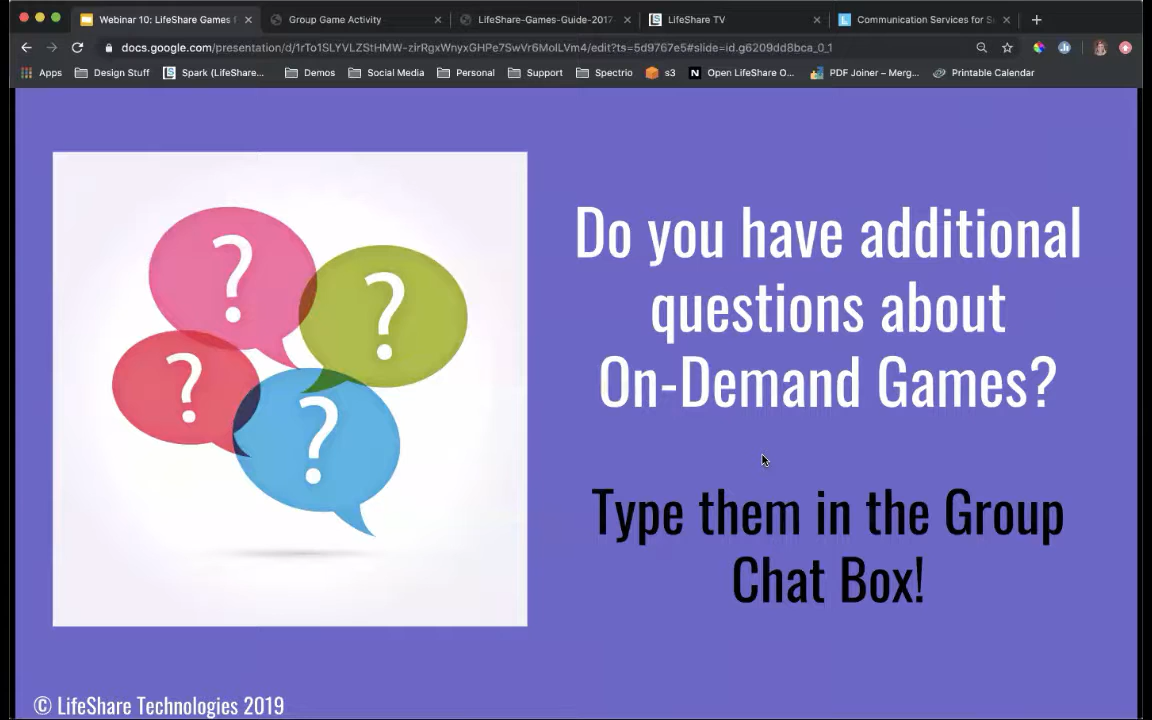 Webinar 10: LifeShare Games f
Group Game Activity
LifeShare-Games-Guide-2017
LifeShare TV
Communication Services for S
docs.google.com/presentation/d/1rTo1SLYVLZStHMW-zirRgxWnyxGHPe7SwVr6MolLVm4/edit?ts=5d9767e5#slide=id.g6209dd8bca_0_1
Apps
Design Stuff
Spark (LifeShare...
Demos
Social Media
Personal
Support
Spectrio
s3
Open LifeShare O...
PDF Joiner – Merg...
Printable Calendar
?
?
?
?
Do you have additional
questions about
On-Demand Games?
Type them in the Group
Chat Box!
© LifeShare Technologies 2019